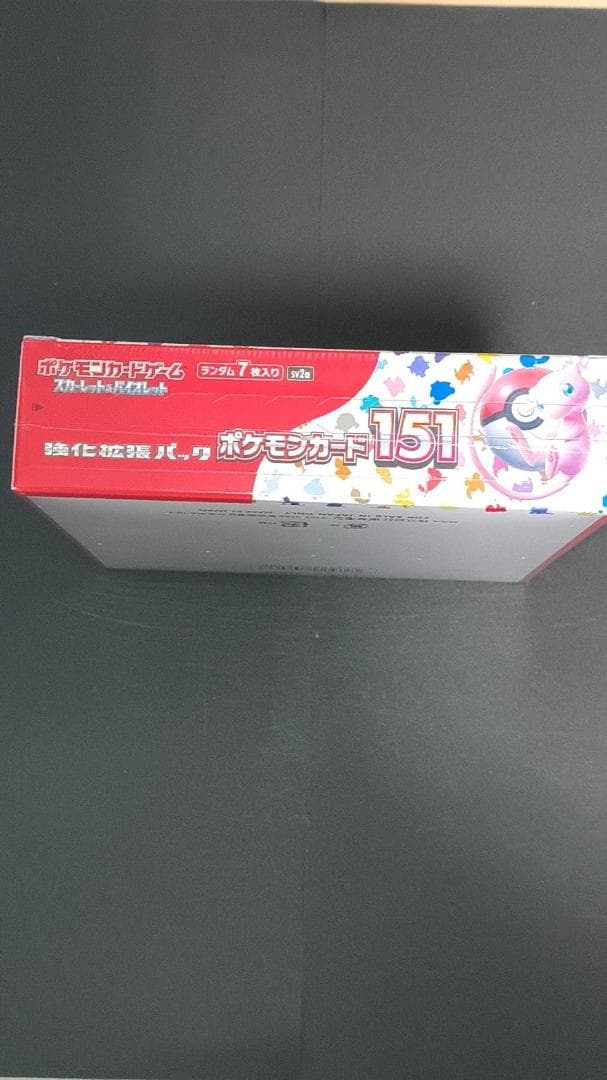 ポケモンカードゲーム
スカーレット&バイオレット
ランダム7枚入り
sv2a
強化拡張パック
ポケモンカード151